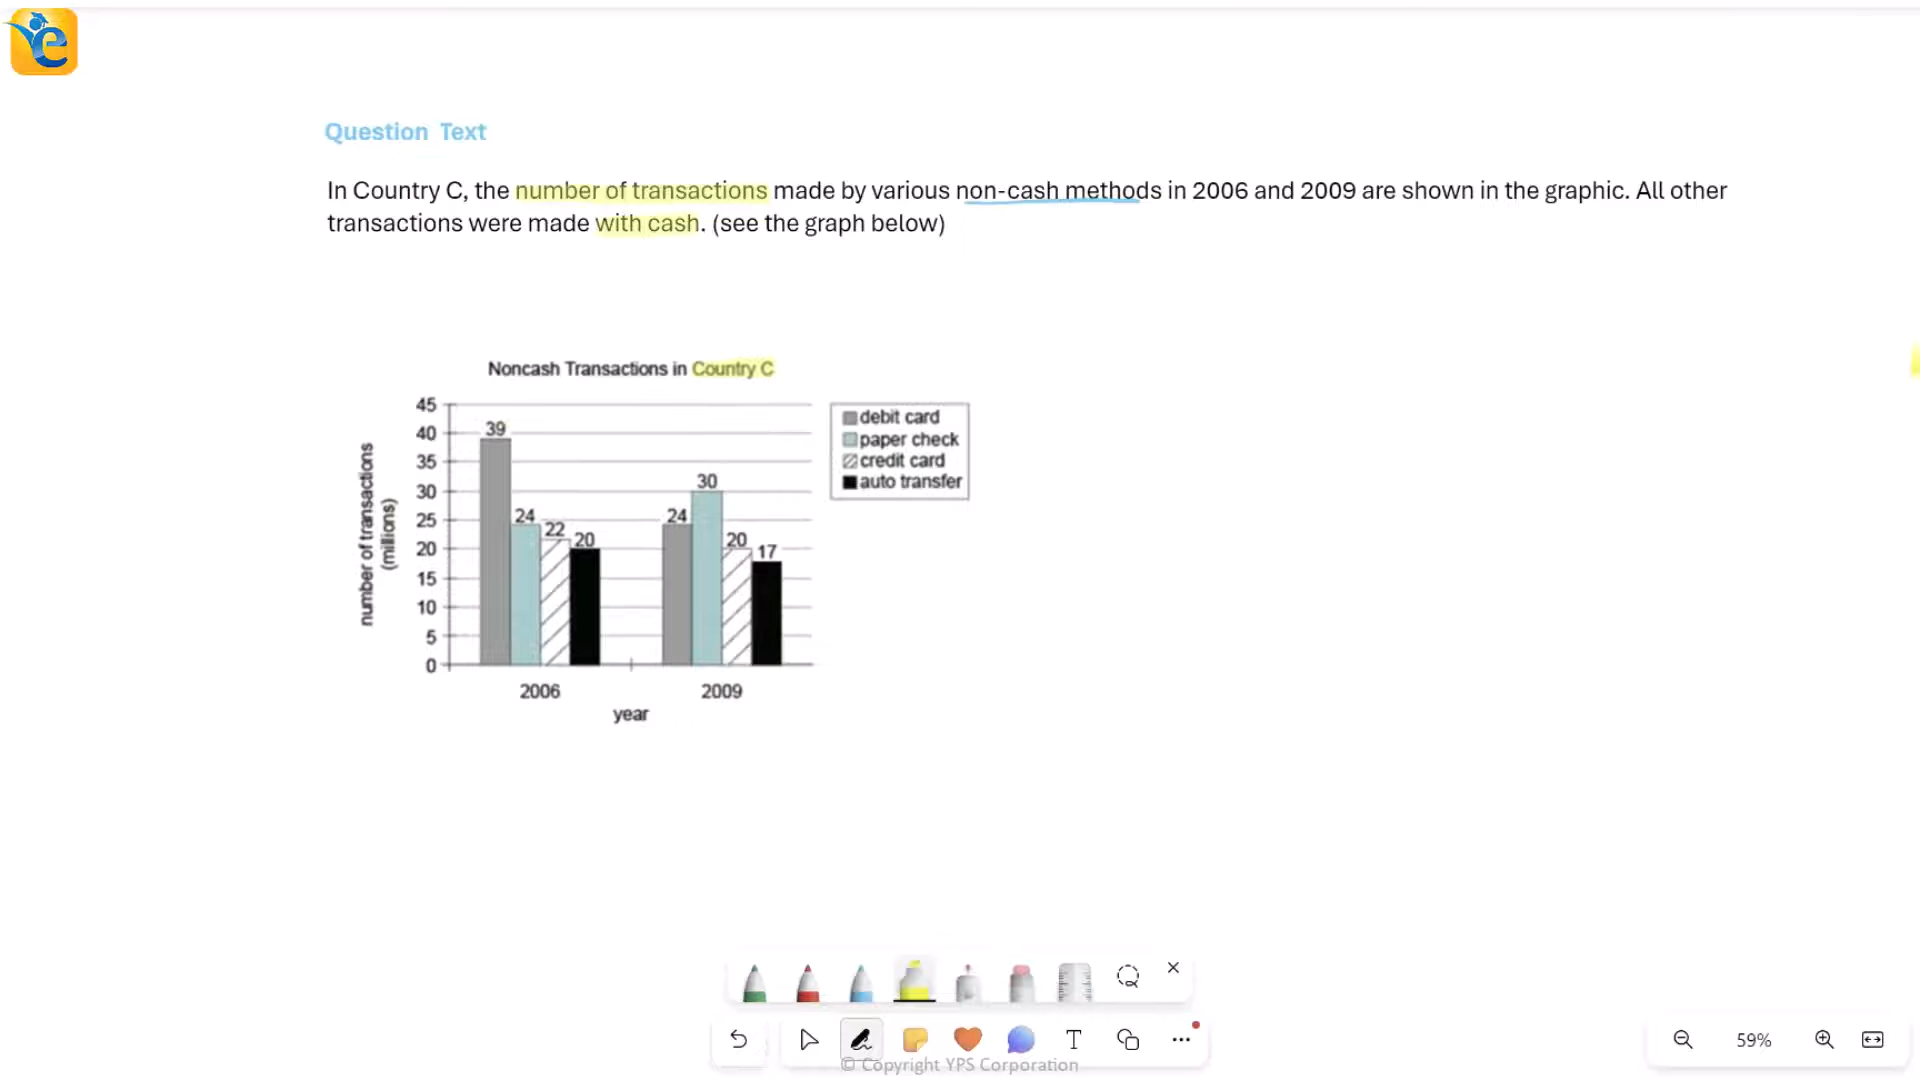 e
Question Text
In Country C, the number of transactions made by various non-cash methods in 2006 and 2009 are shown in the graphic. All other
transactions were made with cash. (see the graph below)
Noncash Transactions in Country C
number of transactions
(millions)
45
40
35
30
25
20
15
10
5
0
39
24
22
20
24
30
20
17
2006
2009
year
debit card
paper check
credit card
auto transfer
T
59%
© Copyright YPS Corporation